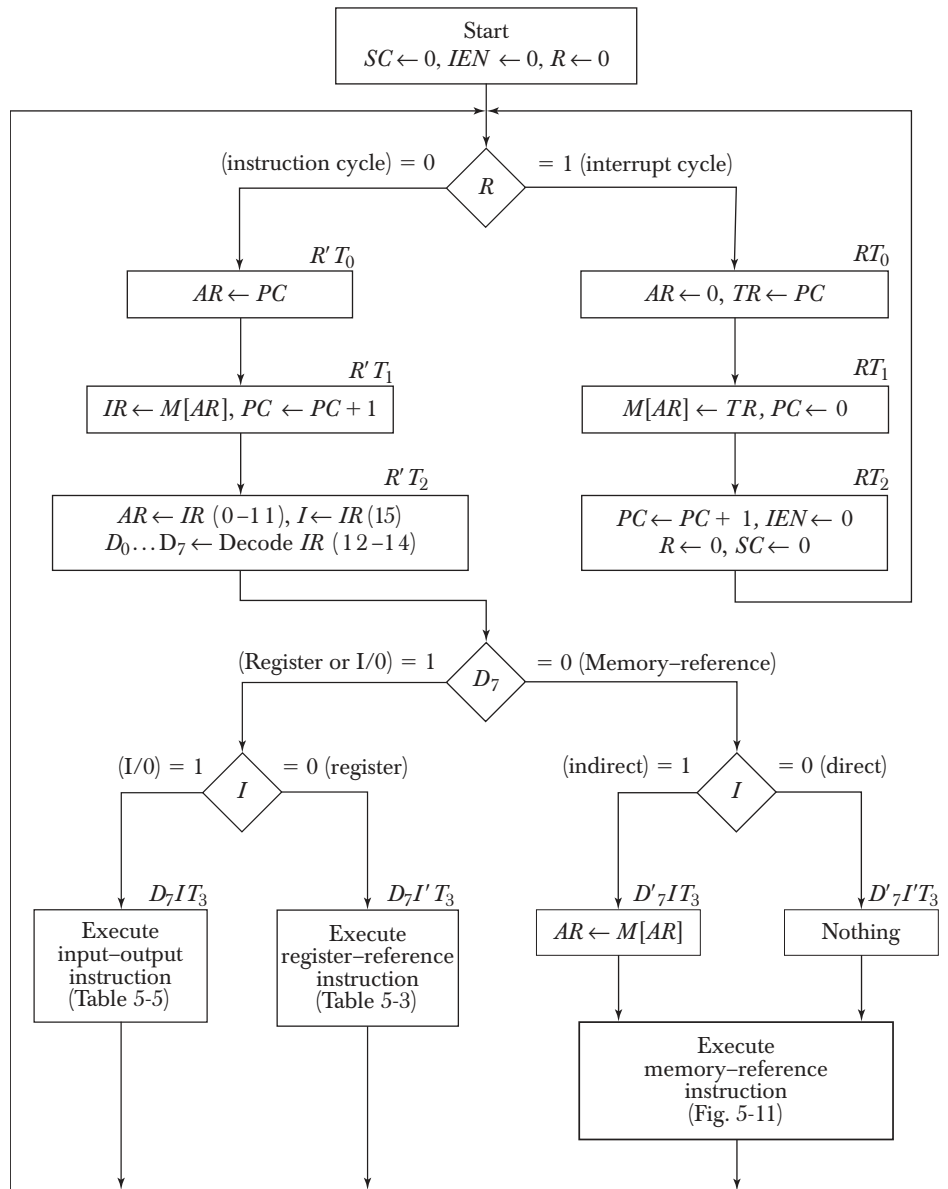 Start
SC ← 0, IEN ← 0, R ← 0
(instruction cycle) = 0
= 1 (interrupt cycle)
R
R′T₀
AR ← PC
RT₀
AR ← 0, TR ← PC
R′T₁
IR ← M[AR], PC ← PC + 1
RT₁
M[AR] ← TR, PC ← 0
R′T₂
AR ← IR (0–11), I ← IR(15)
D₀…D₇ ← Decode IR (12–14)
RT₂
PC ← PC + 1, IEN ← 0
R ← 0, SC ← 0
(Register or I/0) = 1
= 0 (Memory–reference)
D₇
(I/0) = 1
= 0 (register)
I
(indirect) = 1
= 0 (direct)
I
D₇IT₃
Execute
input–output
instruction
(Table 5-5)
D₇I′T₃
Execute
register–reference
instruction
(Table 5-3)
D′₇IT₃
AR ← M[AR]
D′₇I′T₃
Nothing
Execute
memory–reference
instruction
(Fig. 5-11)